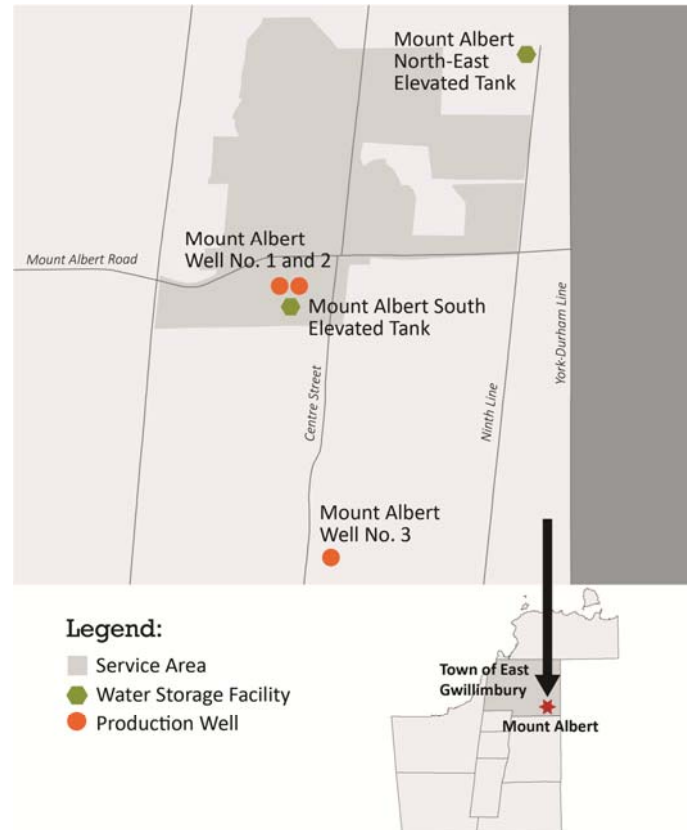 Mount Albert
North-East
Elevated Tank
Mount Albert
Well No. 1 and 2
Mount Albert Road
Mount Albert South
Elevated Tank
Centre Street
Ninth Line
York-Durham Line
Mount Albert
Well No. 3
Legend:
Service Area
Water Storage Facility
Production Well
Town of East
Gwillimbury
Mount Albert